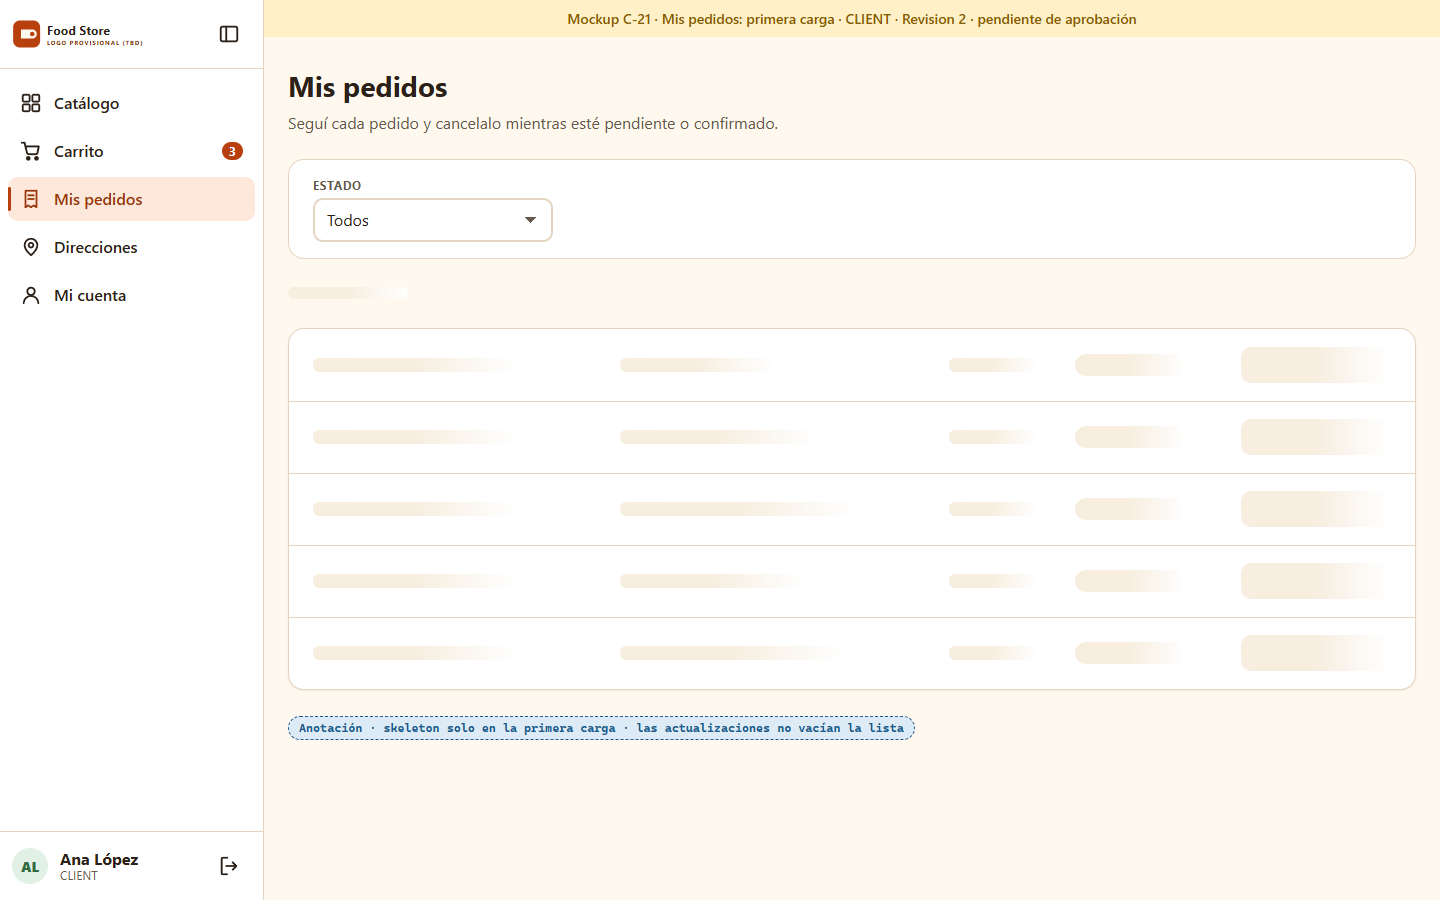 Food Store
LOGO PROVISIONAL (TBD)
Mockup C-21 · Mis pedidos: primera carga · CLIENT · Revision 2 · pendiente de aprobación
Catálogo
Carrito
3
Mis pedidos
Direcciones
Mi cuenta
Mis pedidos
Seguí cada pedido y cancelalo mientras esté pendiente o confirmado.
ESTADO
Todos
Anotación · skeleton solo en la primera carga · las actualizaciones no vacían la lista
AL
Ana López
CLIENT